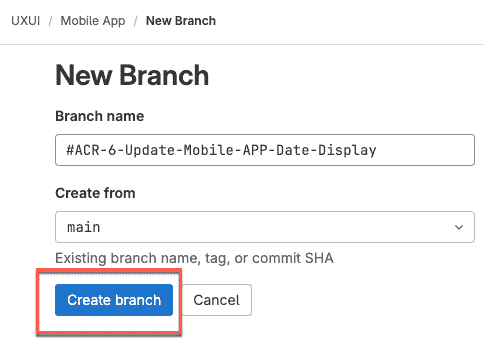 UXUI / Mobile App / New Branch
New Branch
Branch name
#ACR-6-Update-Mobile-APP-Date-Display
Create from
main
Existing branch name, tag, or commit SHA
Create branch Cancel